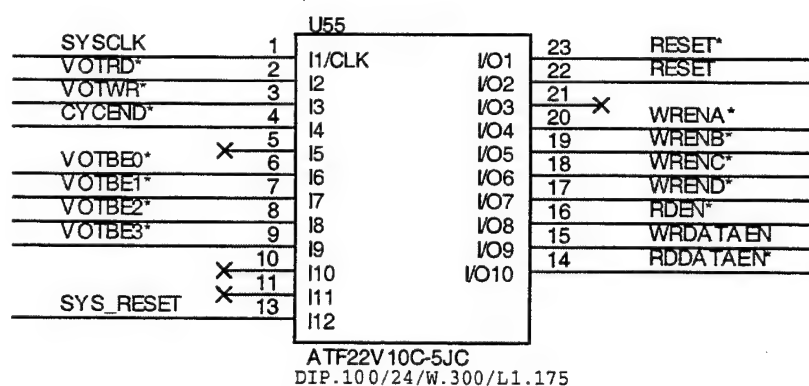 U55
SYSCLK 1 I1/CLK I/O1 23 RESET*
VOTRD* 2 I2 I/O2 22 RESET
VOTWR* 3 I3 I/O3 21
CYCEND* 4 I4 I/O4 20 WRENA*
5 I5 I/O5 19 WRENB*
VOTBE0* 6 I6 I/O6 18 WRENC*
VOTBE1* 7 I7 I/O7 17 WREND*
VOTBE2* 8 I8 I/O8 16 RDEN*
VOTBE3* 9 I9 I/O9 15 WRDATAEN
10 I10 I/O10 14 RDDATAEN*
11 I11
SYS_RESET 13 I12
ATF22V10C-5JC
DIP.100/24/W.300/L1.175